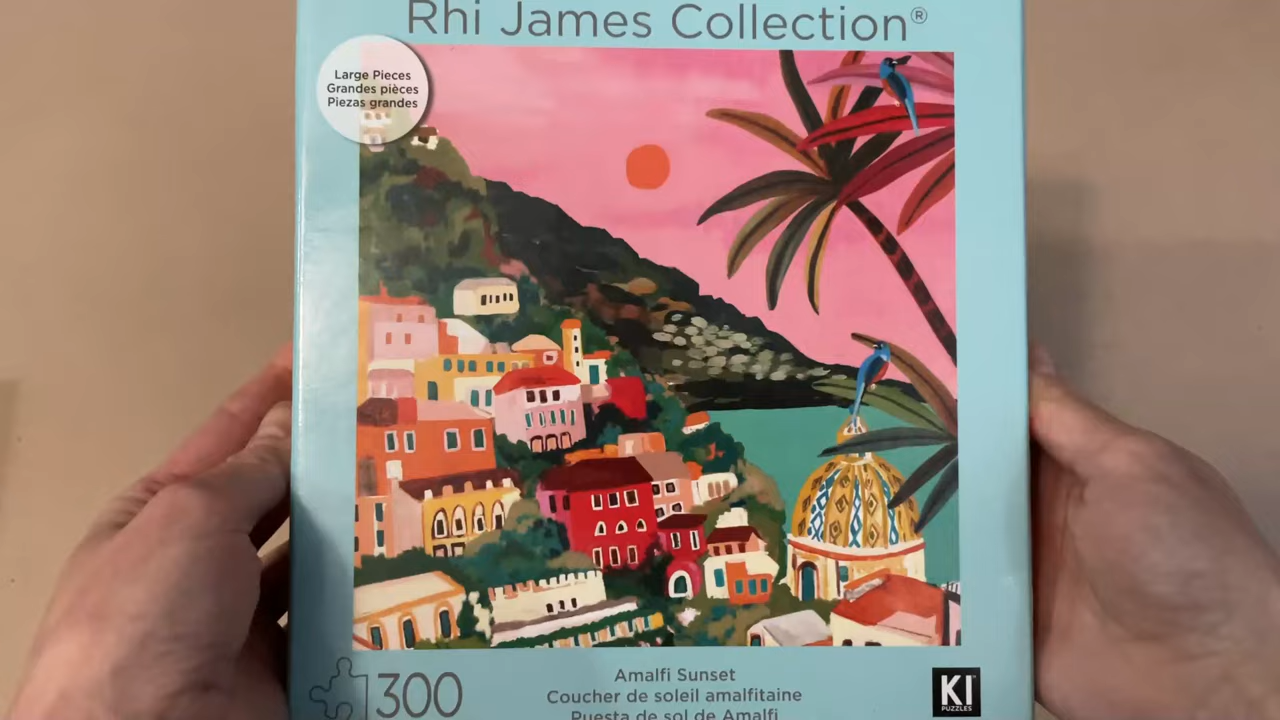 Rhi James Collection®
Large Pieces
Grandes pièces
Piezas grandes
300
Amalfi Sunset
Coucher de soleil amalfitaine
Puesta de sol de Amalfi
KI
PUZZLES